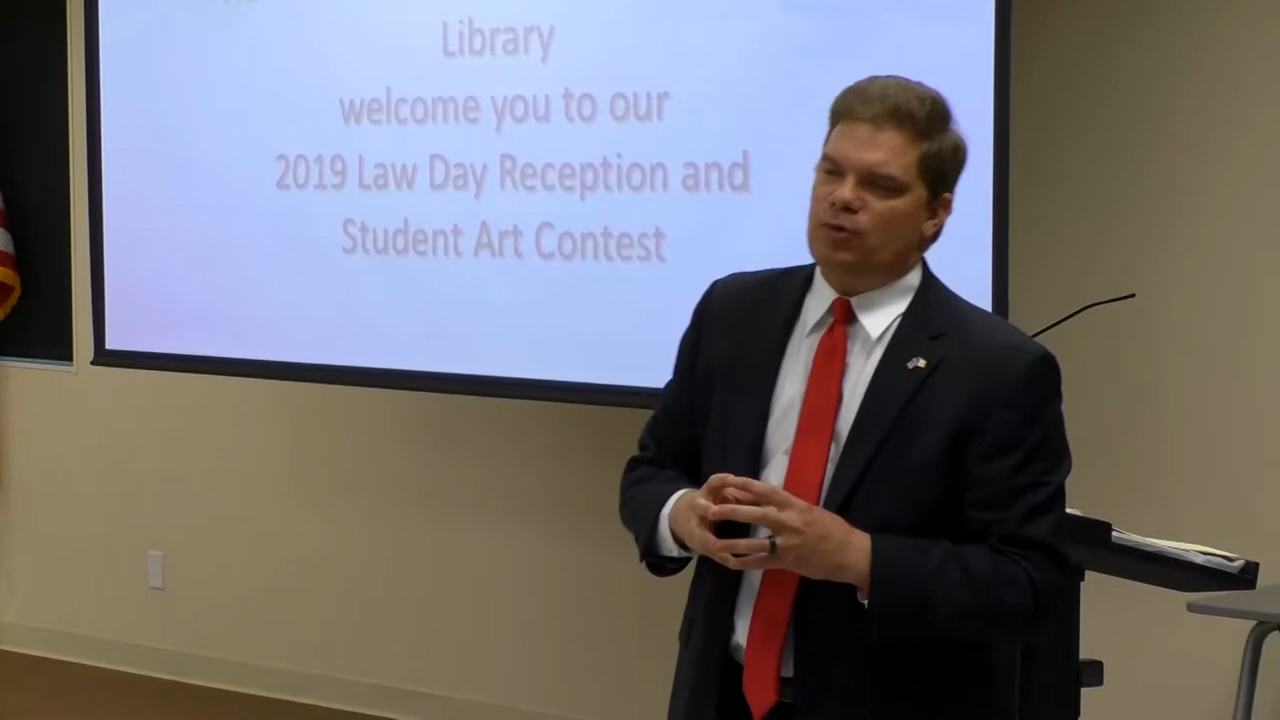 Library
welcome you to our
2019 Law Day Reception and
Student Art Contest